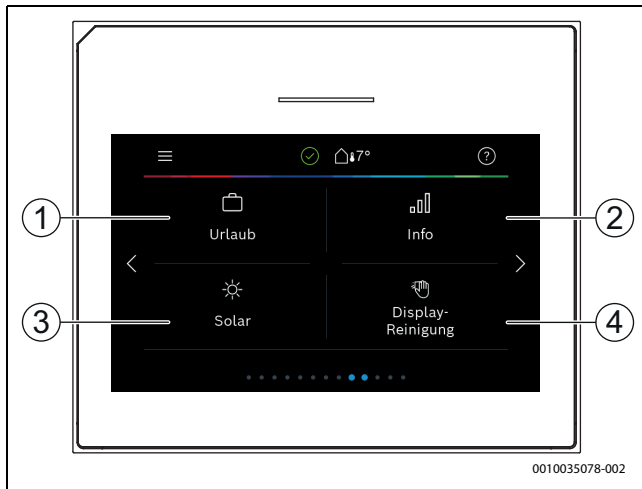 7°
?
1
Urlaub
Info
2
3
Solar
Display-
Reinigung
4
0010035078-002